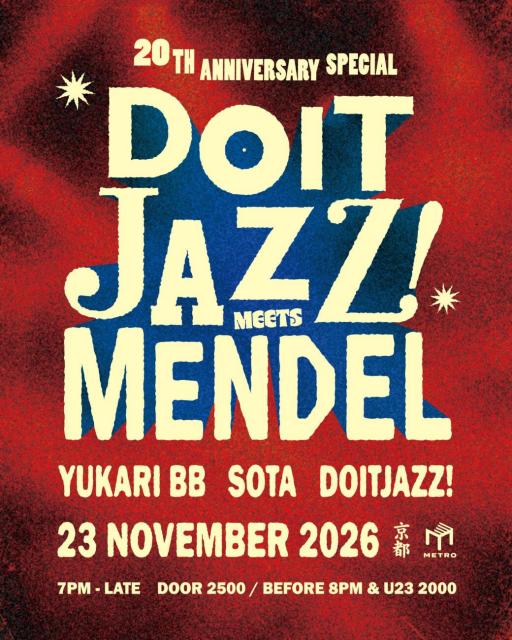 20TH ANNIVERSARY SPECIAL
DOIT
JAZZ!
MEETS
MENDEL
YUKARI BB SOTA DOITJAZZ!
23 NOVEMBER 2026 京都 METRO
7PM - LATE DOOR 2500 / BEFORE 8PM & U23 2000